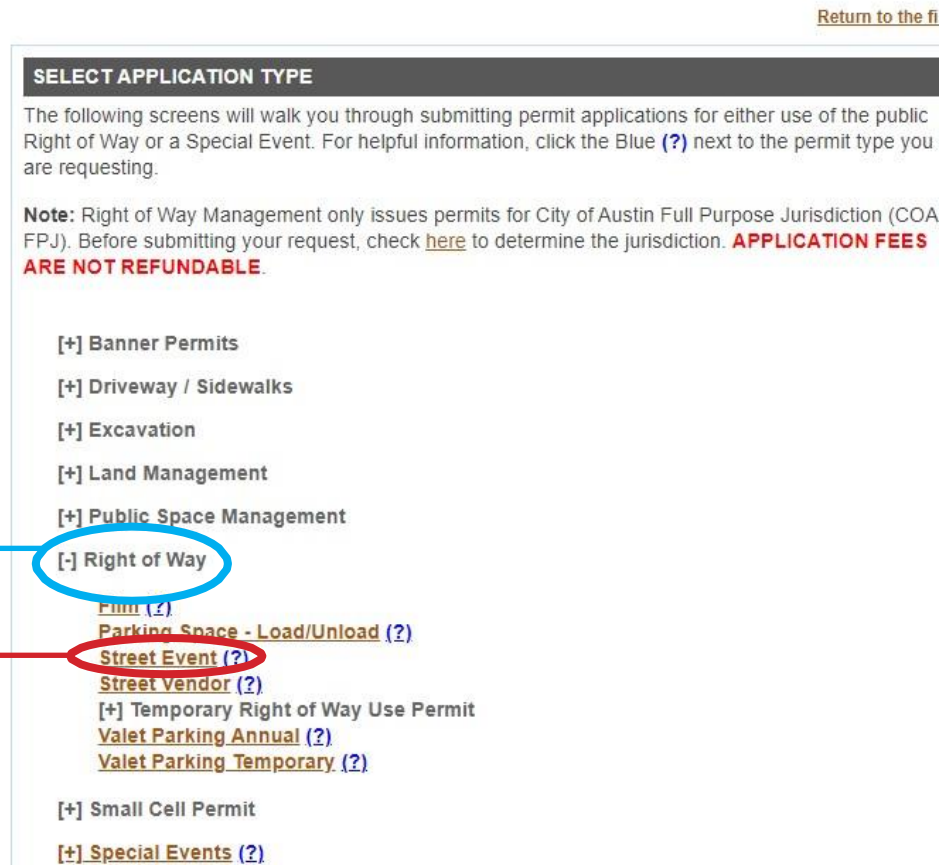 Return to the fi
SELECT APPLICATION TYPE
The following screens will walk you through submitting permit applications for either use of the public
Right of Way or a Special Event. For helpful information, click the Blue (?) next to the permit type you
are requesting.
Note: Right of Way Management only issues permits for City of Austin Full Purpose Jurisdiction (COA
FPJ). Before submitting your request, check here to determine the jurisdiction. APPLICATION FEES
ARE NOT REFUNDABLE.
[+] Banner Permits
[+] Driveway / Sidewalks
[+] Excavation
[+] Land Management
[+] Public Space Management
[-] Right of Way
Film (?)
Parking Space - Load/Unload (?)
Street Event (?)
Street Vendor (?)
[+] Temporary Right of Way Use Permit
Valet Parking Annual (?)
Valet Parking Temporary (?)
[+] Small Cell Permit
[+] Special Events (?)